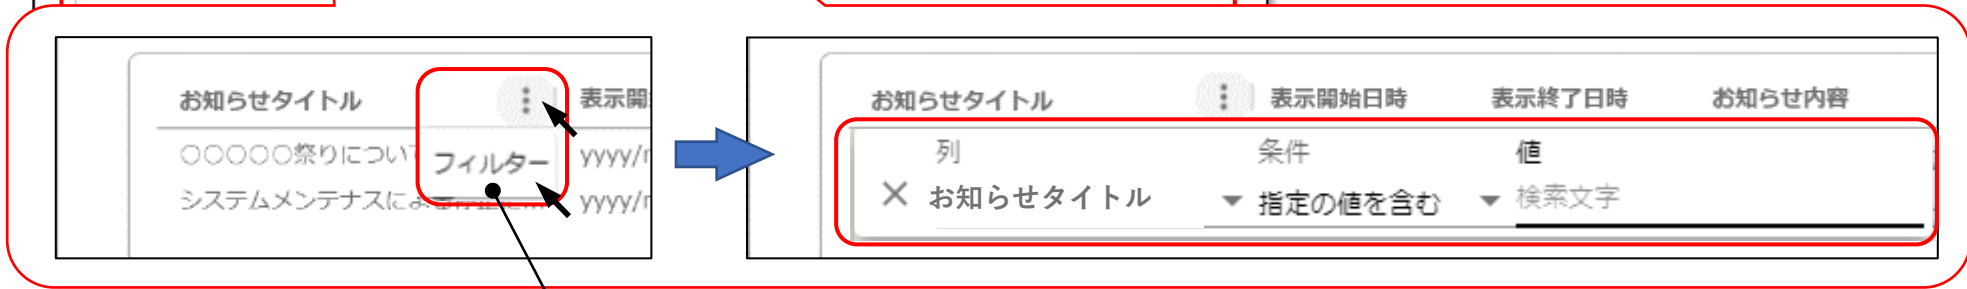 お知らせタイトル
表示開
○○○○○祭りについて
フィルター
yyyy/
システムメンテナスによ
yyyy/
お知らせタイトル
表示開始日時
表示終了日時
お知らせ内容
列
条件
値
お知らせタイトル
指定の値を含む
検索文字